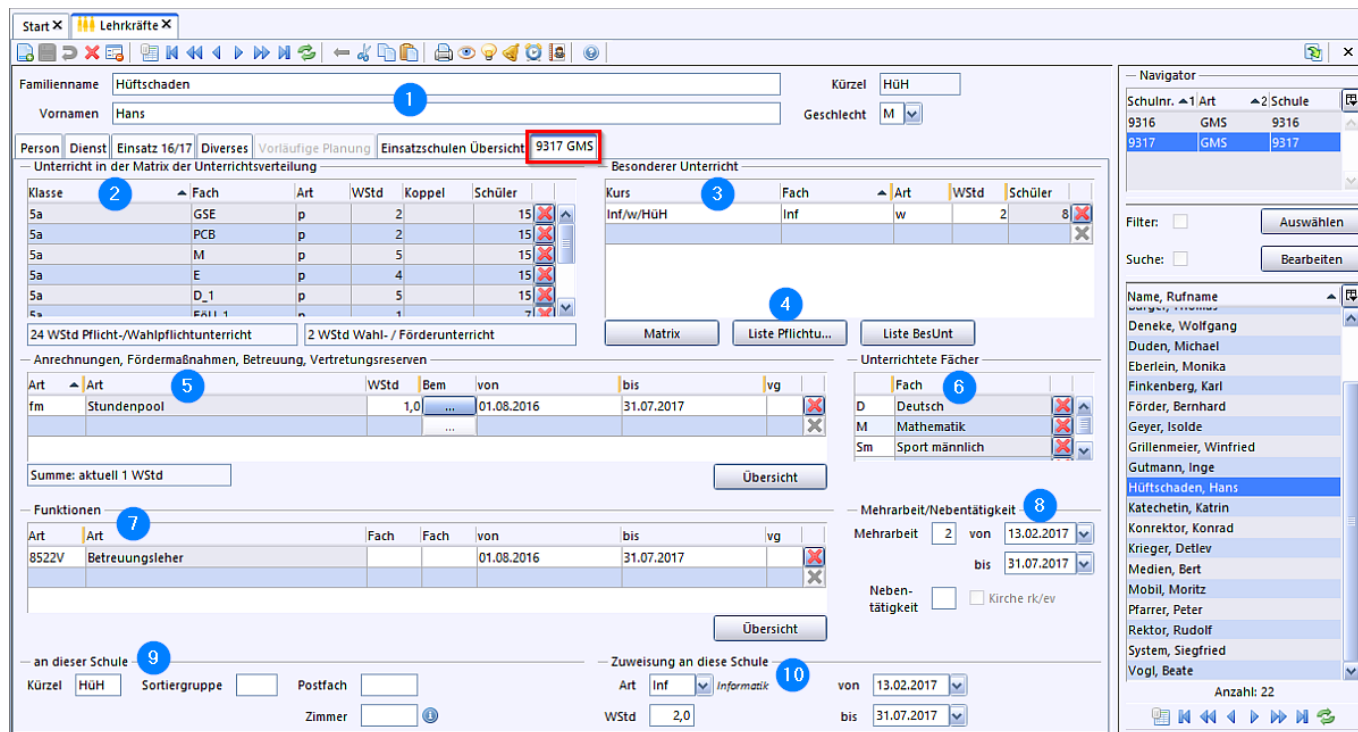 Start X Lehrkräfte X
Familienname Hüftschaden Kürzel HüH
1
Vornamen Hans Geschlecht M
Person Dienst Einsatz 16/17 Diverses Vorläufige Planung Einsatzschulen Übersicht 9317 GMS
Unterricht in der Matrix der Unterrichtsverteilung
Klasse 2 Fach Art WStd Koppel Schüler
5a GSE p 2 15
5a PCB p 2 15
5a M p 5 15
5a E p 4 15
5a D_1 p 5 15
5a FöU_1 p 1 7
24 WStd Pflicht-/Wahlpflichtunterricht 2 WStd Wahl- / Förderunterricht
Besonderer Unterricht
Kurs 3 Fach Art WStd Schüler
Inf/w/HüH Inf w 2 8
4
Matrix Liste Pflichtu... Liste BesUnt
Anrechnungen, Fördermaßnahmen, Betreuung, Vertretungsreserven
Art Art 5 WStd Bem von bis vg
fm Stundenpool 1,0 ... 01.08.2016 31.07.2017
...
Summe: aktuell 1 WStd Übersicht
Unterrichtete Fächer
Fach 6
D Deutsch
M Mathematik
Sm Sport männlich
Funktionen
7
Art Art Fach Fach von bis vg
8522V Betreuungsleher 01.08.2016 31.07.2017
Übersicht
Mehrarbeit/Nebentätigkeit 8
Mehrarbeit 2 von 13.02.2017
bis 31.07.2017
Neben-
tätigkeit Kirche rk/ev
an dieser Schule 9
Kürzel HüH Sortiergruppe Postfach
Zimmer
Zuweisung an diese Schule
10
Art Inf Informatik von 13.02.2017
WStd 2,0 bis 31.07.2017
Navigator
Schulnr. 1 Art 2 Schule
9316 GMS 9316
9317 GMS 9317
Filter: Auswählen
Suche: Bearbeiten
Name, Rufname
Deneke, Wolfgang
Duden, Michael
Eberlein, Monika
Finkenberg, Karl
Förder, Bernhard
Geyer, Isolde
Grillenmeier, Winfried
Gutmann, Inge
Hüftschaden, Hans
Katechetin, Katrin
Konrektor, Konrad
Krieger, Detlev
Medien, Bert
Mobil, Moritz
Pfarrer, Peter
Rektor, Rudolf
System, Siegfried
Vogl, Beate
Anzahl: 22